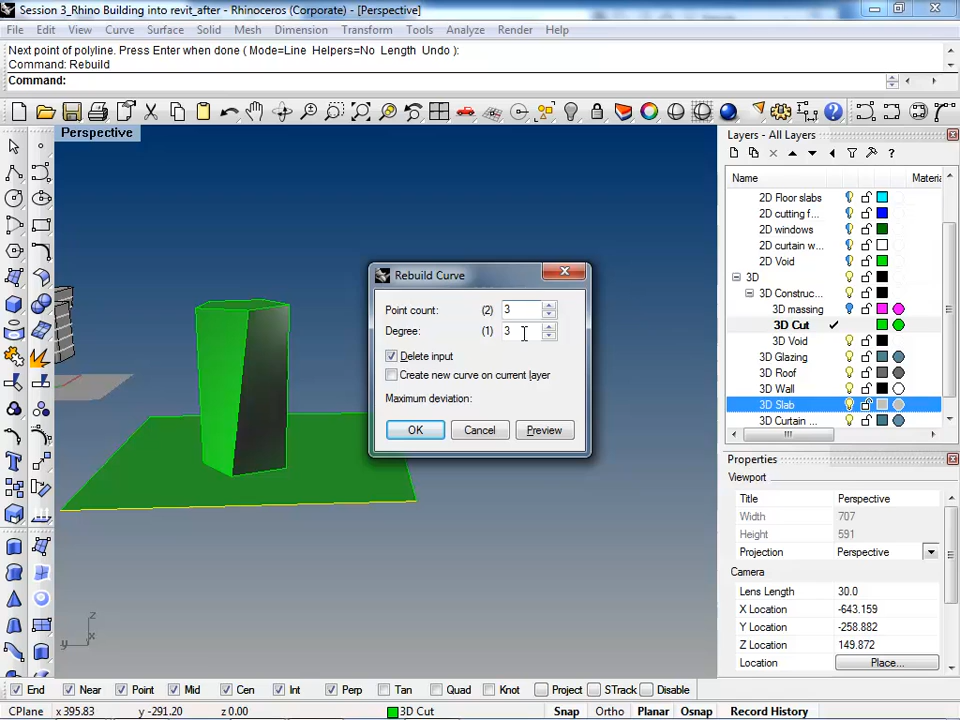 Session 3_Rhino Building into revit_after - Rhinoceros (Corporate) - [Perspective]
File Edit View Curve Surface Solid Mesh Dimension Transform Tools Analyze Render Help
Next point of polyline. Press Enter when done ( Mode=Line Helpers=No Length Undo ):
Command: Rebuild
Command:
Perspective
Layers - All Layers
Name
Material
2D Floor slabs
2D cutting f...
2D windows
2D curtain w...
2D Void
3D
3D Construc...
3D massing
3D Cut
3D Void
3D Glazing
3D Roof
3D Wall
3D Slab
3D Curtain ...
Rebuild Curve
Point count: (2) 3
Degree: (1) 3
Delete input
Create new curve on current layer
Maximum deviation:
OK Cancel Preview
Properties
Viewport
Title Perspective
Width 707
Height 591
Projection Perspective
Camera
Lens Length 30.0
X Location -643.159
Y Location -258.882
Z Location 149.872
Location Place...
z
y x
End Near Point Mid Cen Int Perp Tan Quad Knot Project STrack Disable
CPlane x 395.83 y -291.20 z 0.00 3D Cut Snap Ortho Planar Osnap Record History